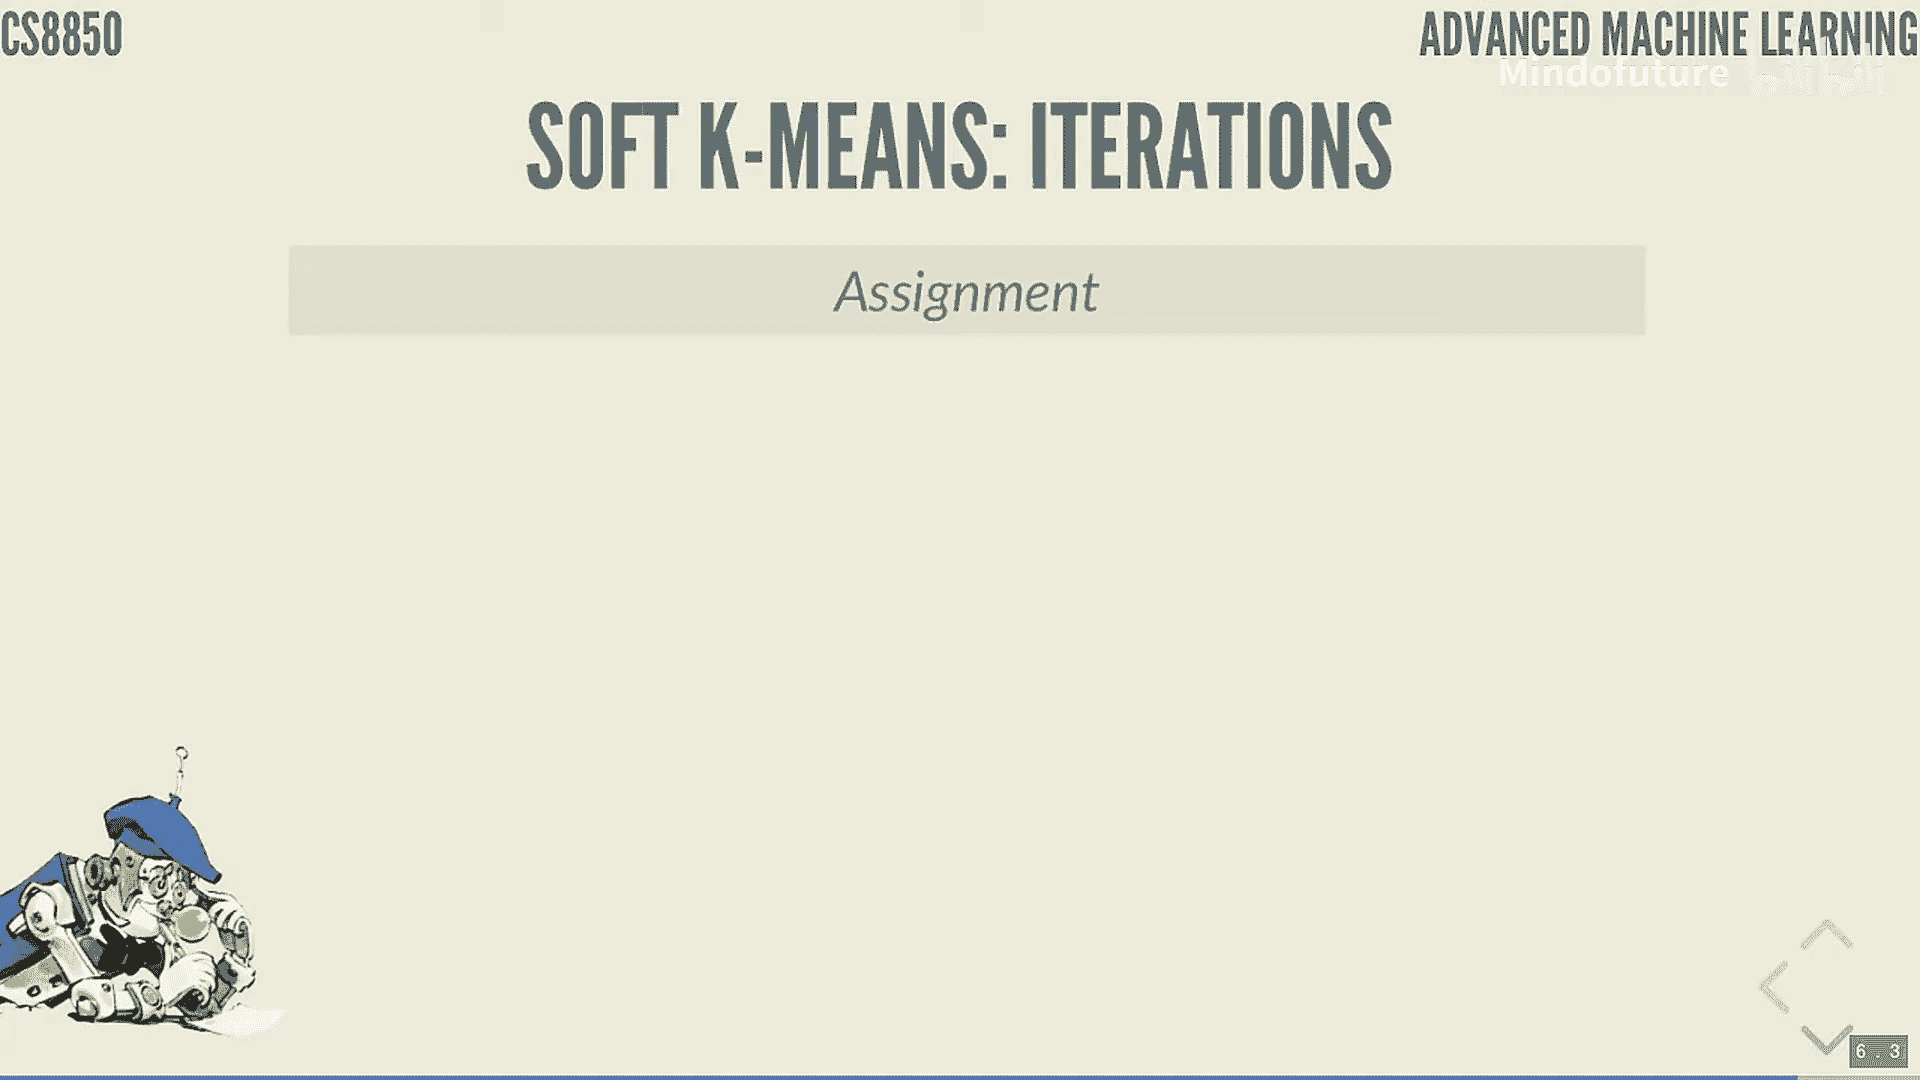 CS8850
ADVANCED MACHINE LEARNING
Mindofuture
SOFT K-MEANS: ITERATIONS
Assignment
6.3